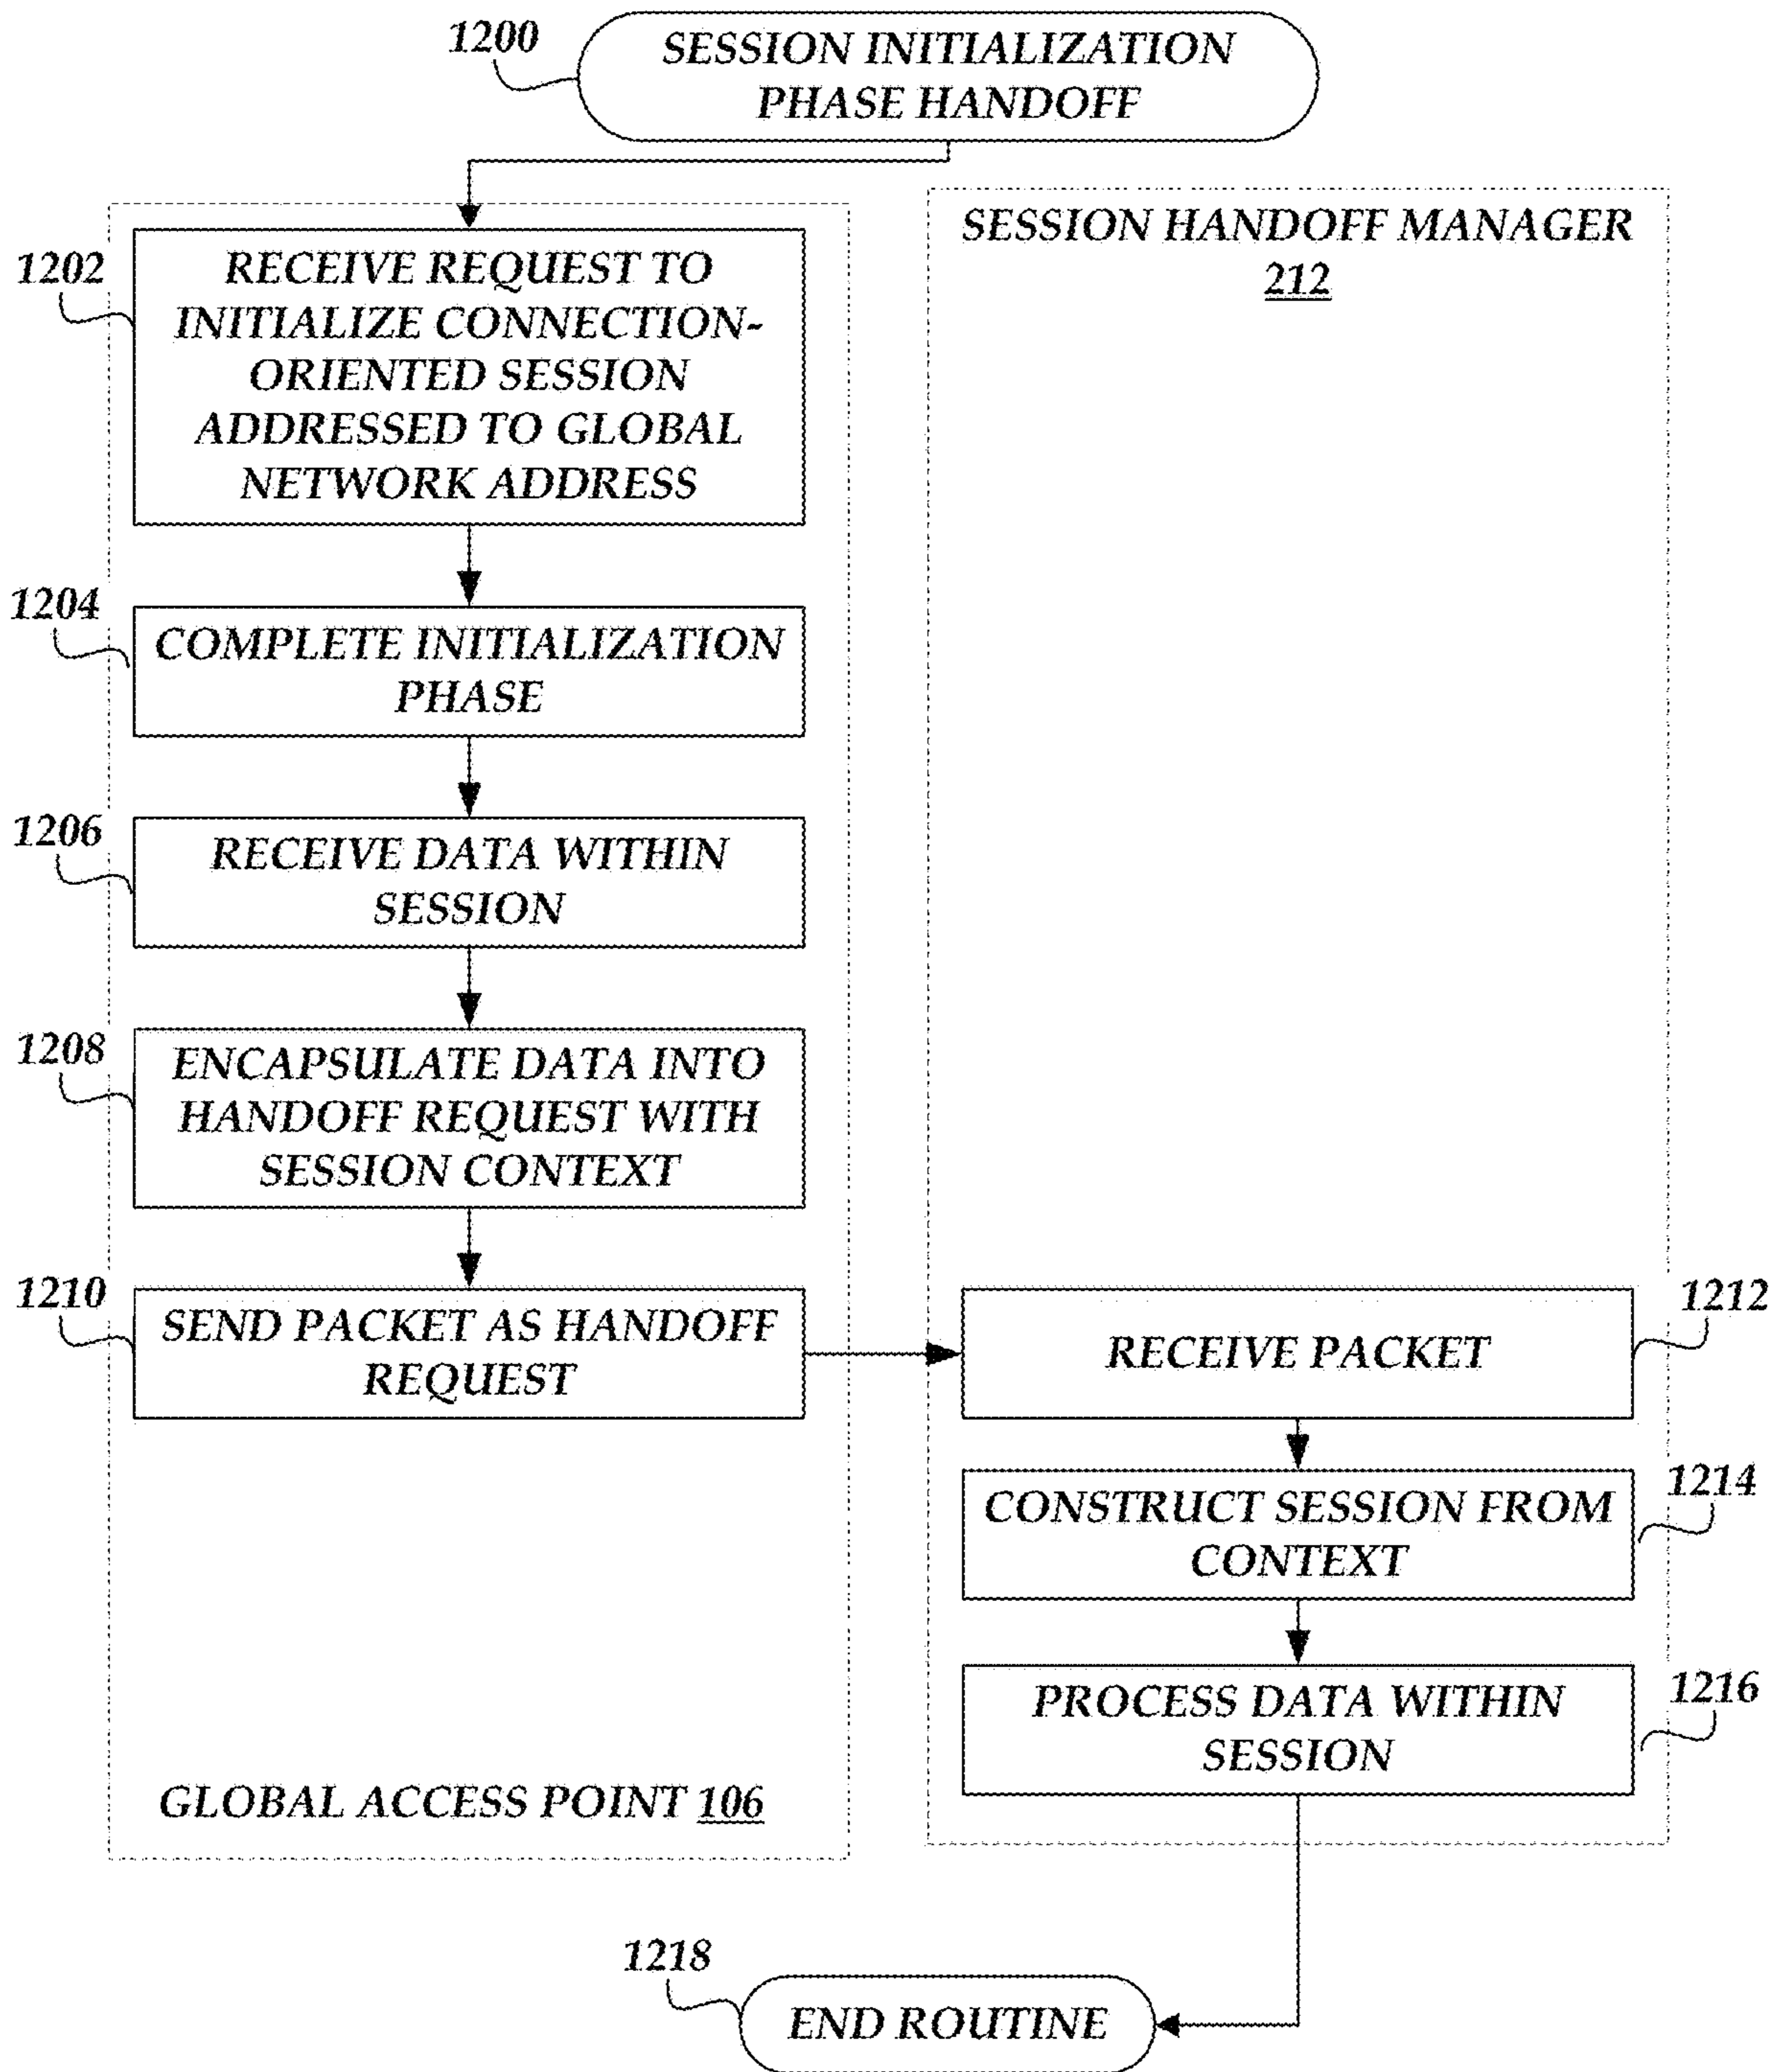 1200
SESSION INITIALIZATION
PHASE HANDOFF
SESSION HANDOFF MANAGER
212
1202
RECEIVE REQUEST TO
INITIALIZE CONNECTION-
ORIENTED SESSION
ADDRESSED TO GLOBAL
NETWORK ADDRESS
1204
COMPLETE INITIALIZATION
PHASE
1206
RECEIVE DATA WITHIN
SESSION
1208
ENCAPSULATE DATA INTO
HANDOFF REQUEST WITH
SESSION CONTEXT
1210
SEND PACKET AS HANDOFF
REQUEST
1212
RECEIVE PACKET
1214
CONSTRUCT SESSION FROM
CONTEXT
1216
PROCESS DATA WITHIN
SESSION
GLOBAL ACCESS POINT 106
1218
END ROUTINE